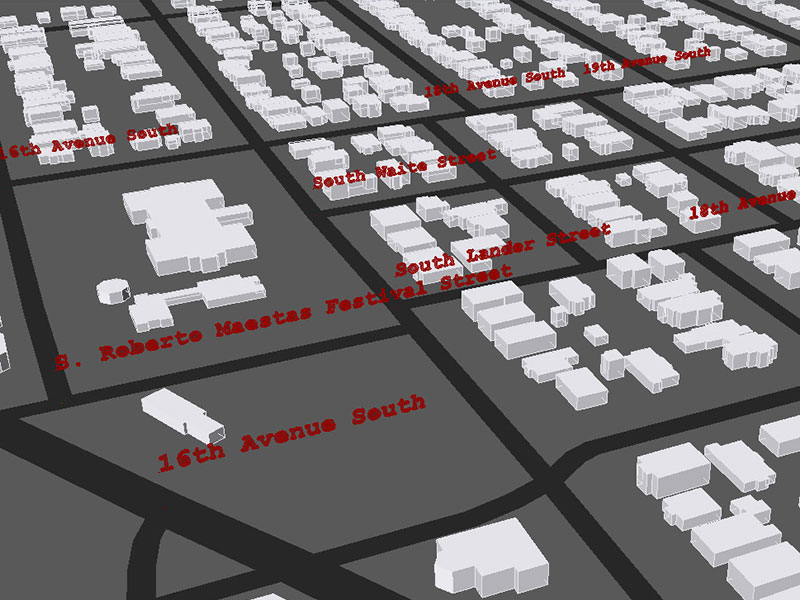 18th Avenue South
19th Avenue South
16th Avenue South
South Waite Street
18th Avenue
South Lander Street
S. Roberto Maestas Festival Street
16th Avenue South